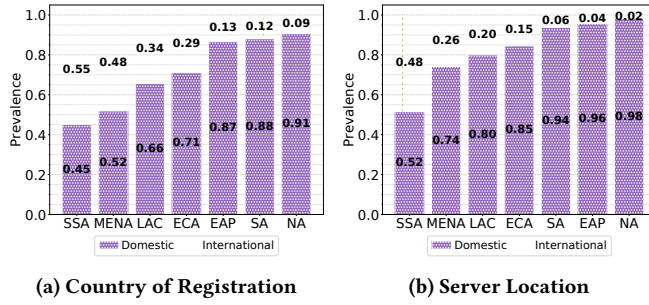 0.55 0.48 0.34 0.29 0.13 0.12 0.09
0.45 0.52 0.66 0.71 0.87 0.88 0.91
Prevalence
1.0
0.8
0.6
0.4
0.2
0.0
SSA MENA LAC ECA EAP SA NA
Domestic International
(a) Country of Registration
0.48 0.26 0.20 0.15 0.06 0.04 0.02
0.52 0.74 0.80 0.85 0.94 0.96 0.98
Prevalence
1.0
0.8
0.6
0.4
0.2
0.0
SSA MENA LAC ECA SA EAP NA
Domestic International
(b) Server Location